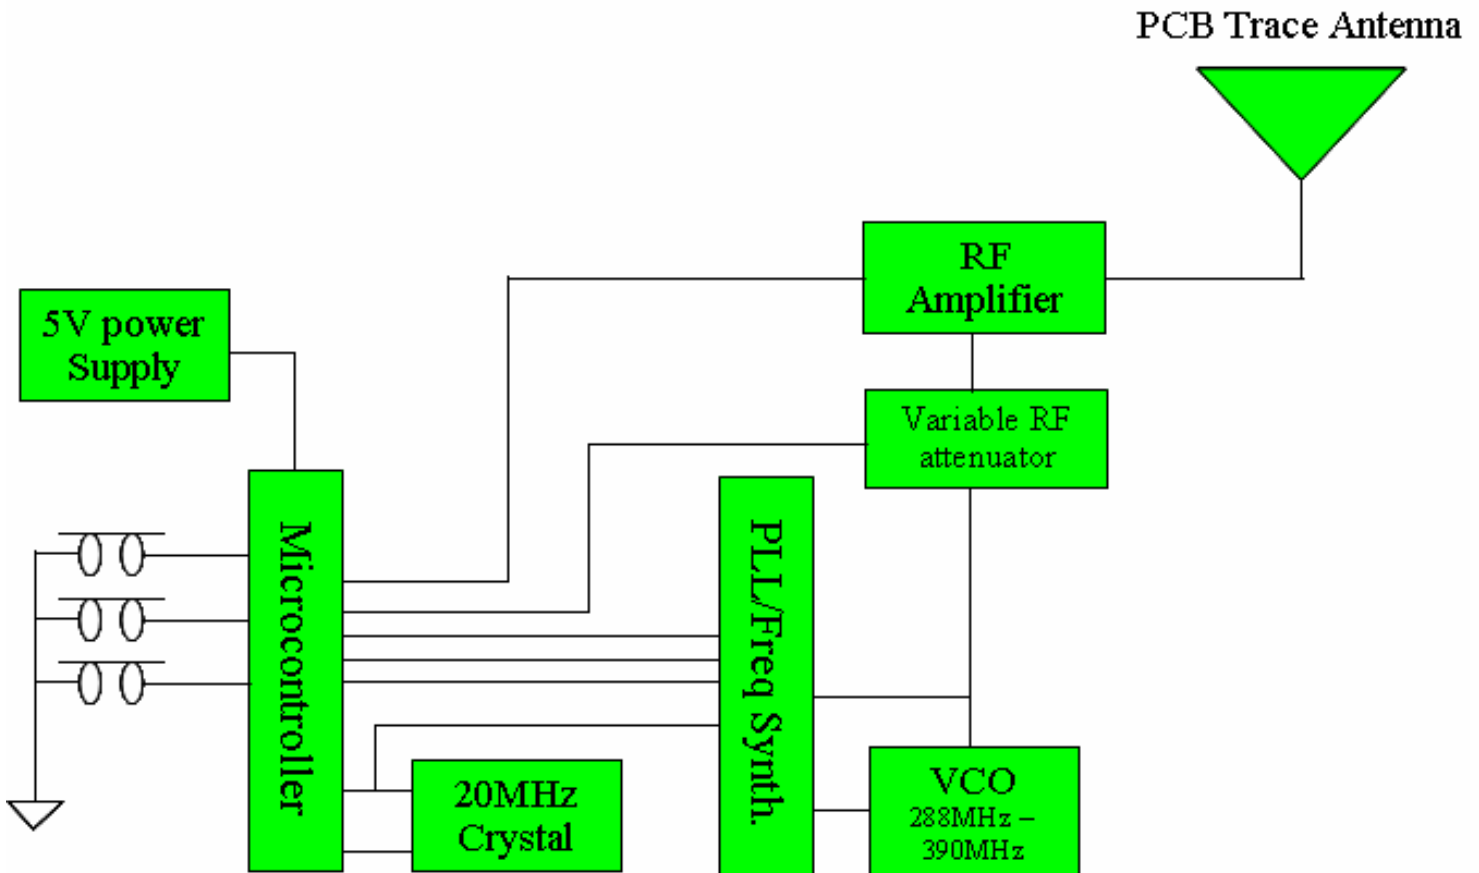 PCB Trace Antenna
RF
Amplifier
5V power
Supply
Variable RF
attenuator
Microcontroller
PLL/Freq Synth.
20MHz
Crystal
VCO
288MHz –
390MHz